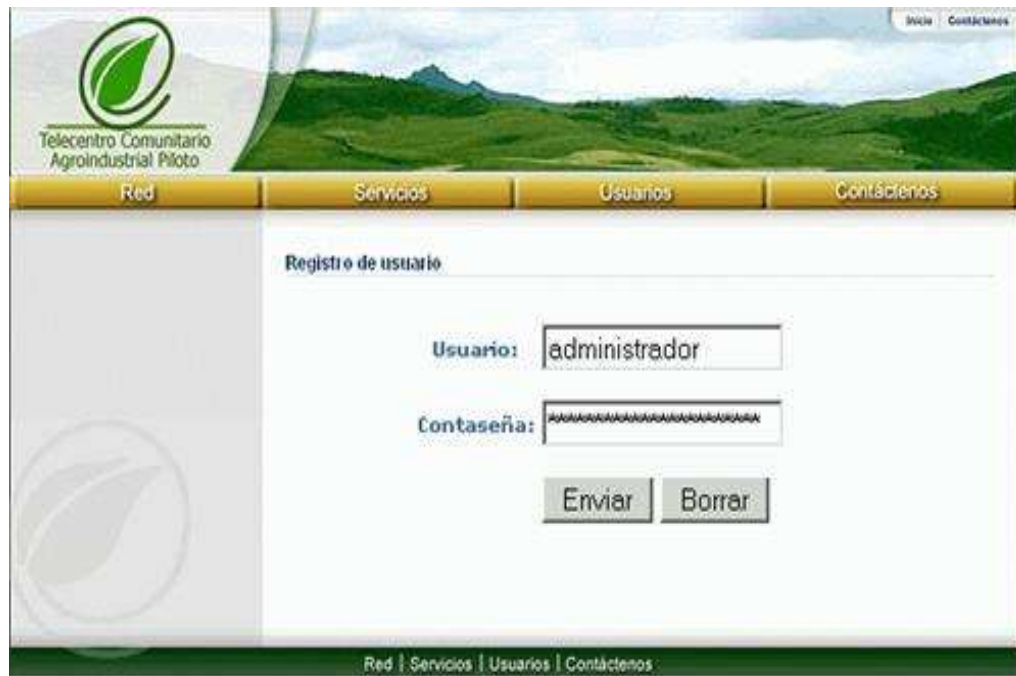 Inicio Contáctenos
Telecentro Comunitario
Agroindustrial Piloto
Red Servicios Usuarios Contáctenos
Registro de usuario
Usuario: administrador
Contaseña: **********************
Enviar Borrar
Red | Servicios | Usuarios | Contáctenos